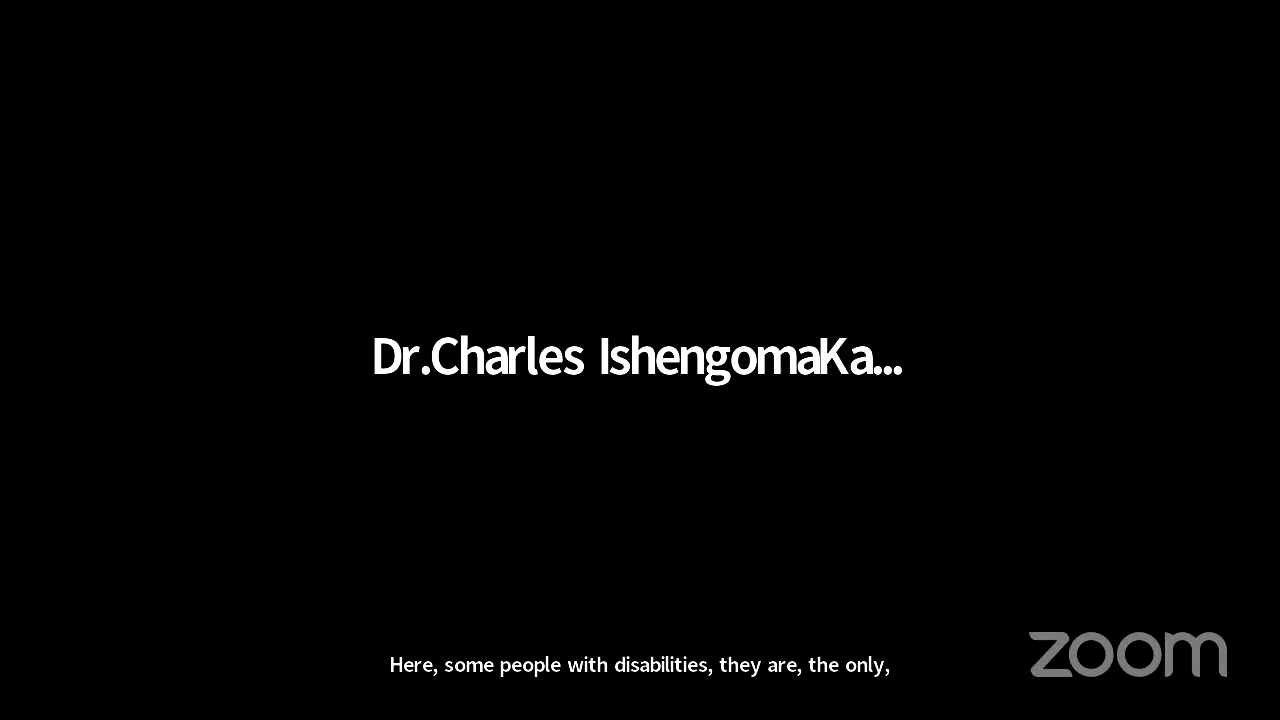 Dr.Charles IshengomaKa...
Here, some people with disabilities, they are, the only,
zoom